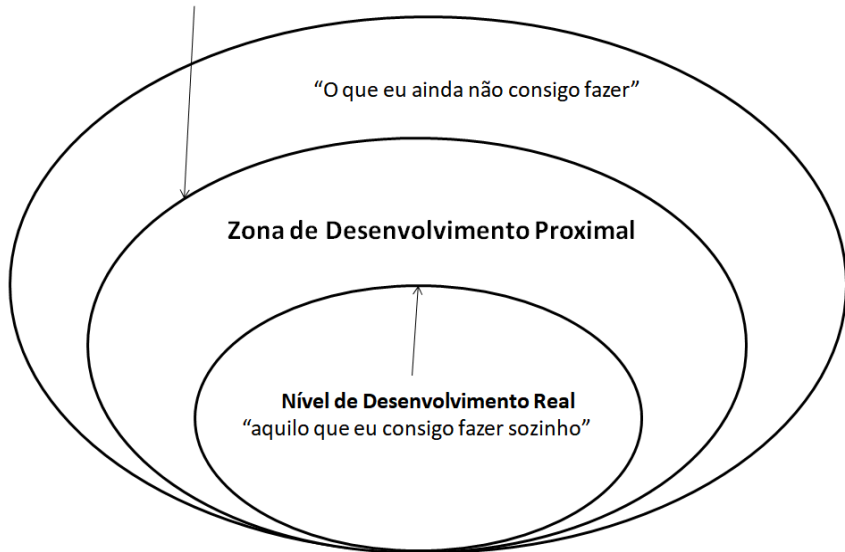 “O que eu ainda não consigo fazer”
Zona de Desenvolvimento Proximal
Nível de Desenvolvimento Real
“aquilo que eu consigo fazer sozinho”